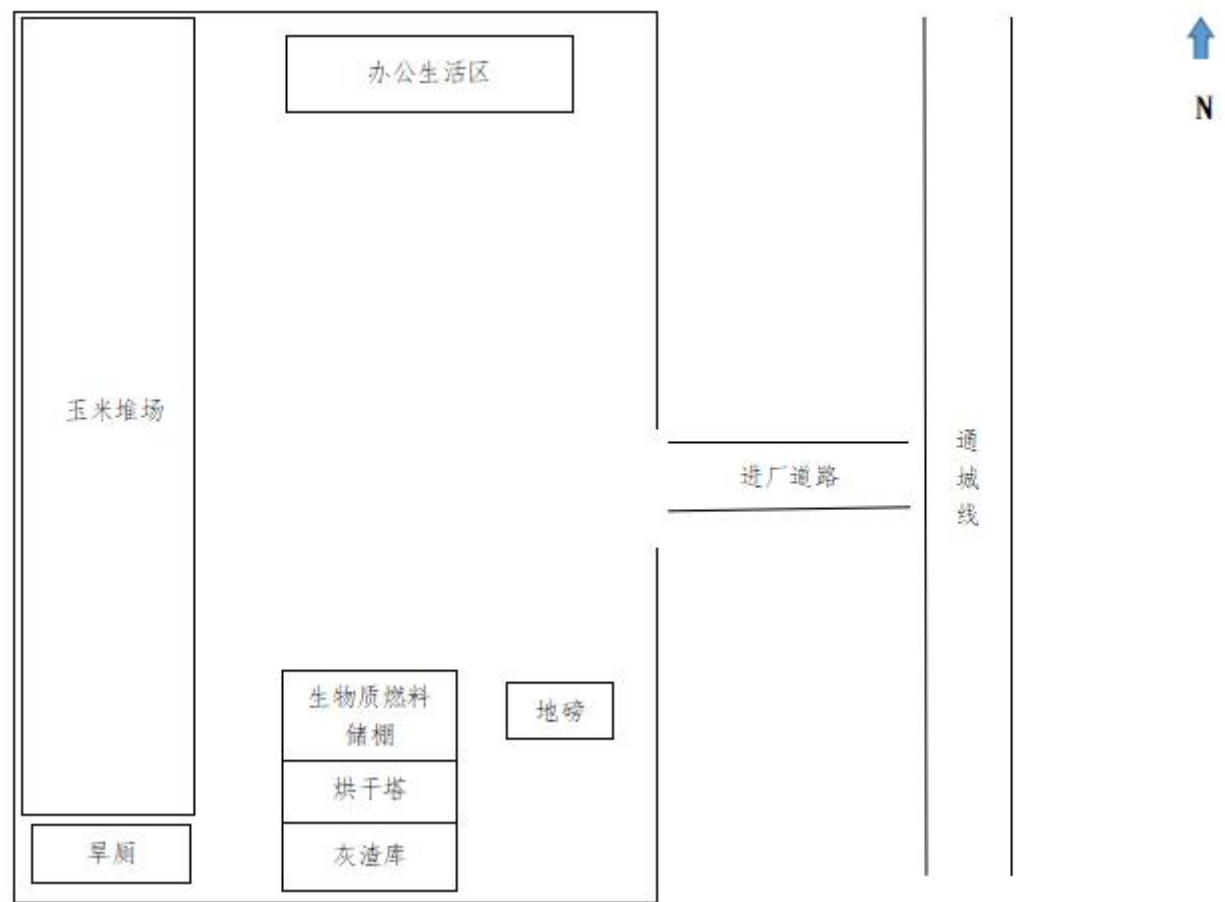 办公生活区
N
玉米堆场
进厂道路
通
城
线
生物质燃料
储棚
地磅
烘干塔
旱厕
灰渣库